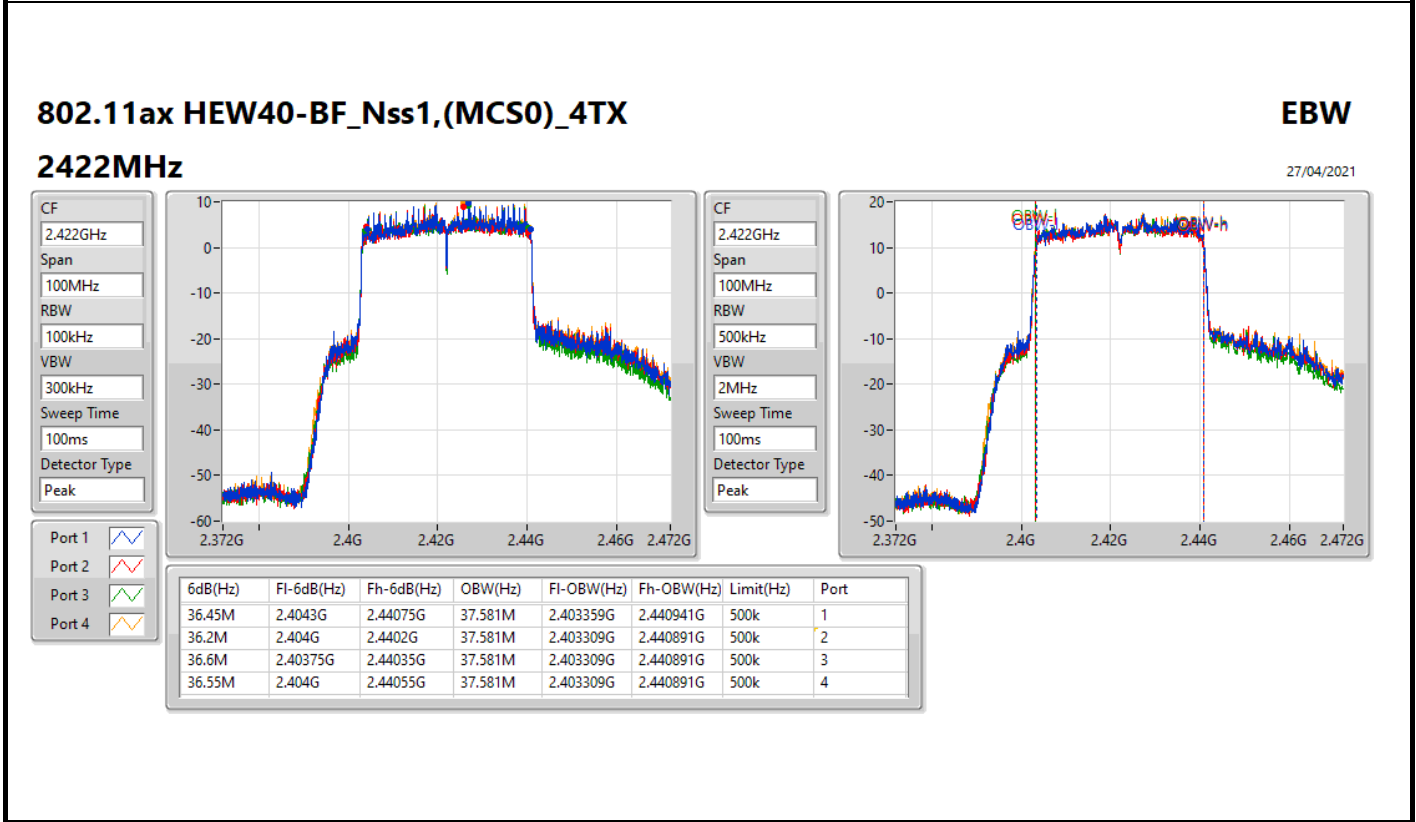 802.11ax HEW40-BF_Nss1,(MCS0)_4TX
EBW
2422MHz
27/04/2021
CF
2.422GHz
Span
100MHz
RBW
100kHz
VBW
300kHz
Sweep Time
100ms
Detector Type
Peak
10
0
-10
-20
-30
-40
-50
-60
2.372G 2.4G 2.42G 2.44G 2.46G 2.472G
CF
2.422GHz
Span
100MHz
RBW
500kHz
VBW
2MHz
Sweep Time
100ms
Detector Type
Peak
20
10
0
-10
-20
-30
-40
-50
OBW-l
OBW-h
2.372G 2.4G 2.42G 2.44G 2.46G 2.472G
Port 1
Port 2
Port 3
Port 4
6dB(Hz) Fl-6dB(Hz) Fh-6dB(Hz) OBW(Hz) Fl-OBW(Hz) Fh-OBW(Hz) Limit(Hz) Port
36.45M 2.4043G 2.44075G 37.581M 2.403359G 2.440941G 500k 1
36.2M 2.404G 2.4402G 37.581M 2.403309G 2.440891G 500k 2
36.6M 2.40375G 2.44035G 37.581M 2.403309G 2.440891G 500k 3
36.55M 2.404G 2.44055G 37.581M 2.403309G 2.440891G 500k 4